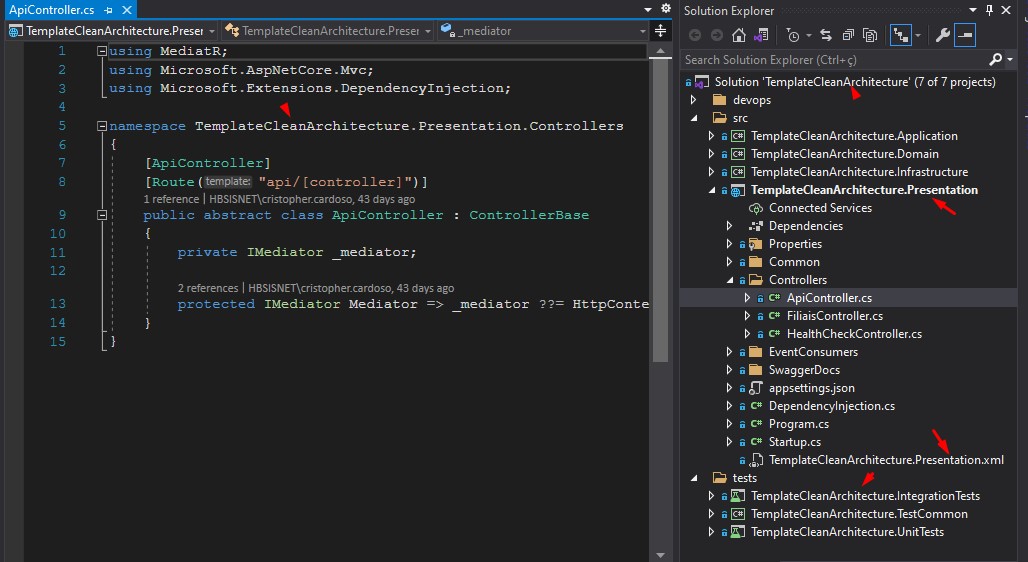 ApiController.cs
TemplateCleanArchitecture.Preser
TemplateCleanArchitecture.Preser
_mediator
1 using MediatR;
2 using Microsoft.AspNetCore.Mvc;
3 using Microsoft.Extensions.DependencyInjection;
4
5 namespace TemplateCleanArchitecture.Presentation.Controllers
6 {
7 [ApiController]
8 [Route(template: "api/[controller]")]
1 reference | HBSISNET\cristopher.cardoso, 43 days ago
9 public abstract class ApiController : ControllerBase
10 {
11 private IMediator _mediator;
12
2 references | HBSISNET\cristopher.cardoso, 43 days ago
13 protected IMediator Mediator => _mediator ??= HttpConte
14 }
15 }
Solution Explorer
Search Solution Explorer (Ctrl+ç)
Solution 'TemplateCleanArchitecture' (7 of 7 projects)
devops
src
C# TemplateCleanArchitecture.Application
C# TemplateCleanArchitecture.Domain
C# TemplateCleanArchitecture.Infrastructure
TemplateCleanArchitecture.Presentation
Connected Services
Dependencies
Properties
Common
Controllers
C# ApiController.cs
C# FiliaisController.cs
C# HealthCheckController.cs
EventConsumers
SwaggerDocs
appsettings.json
C# DependencyInjection.cs
C# Program.cs
C# Startup.cs
TemplateCleanArchitecture.Presentation.xml
tests
TemplateCleanArchitecture.IntegrationTests
C# TemplateCleanArchitecture.TestCommon
TemplateCleanArchitecture.UnitTests